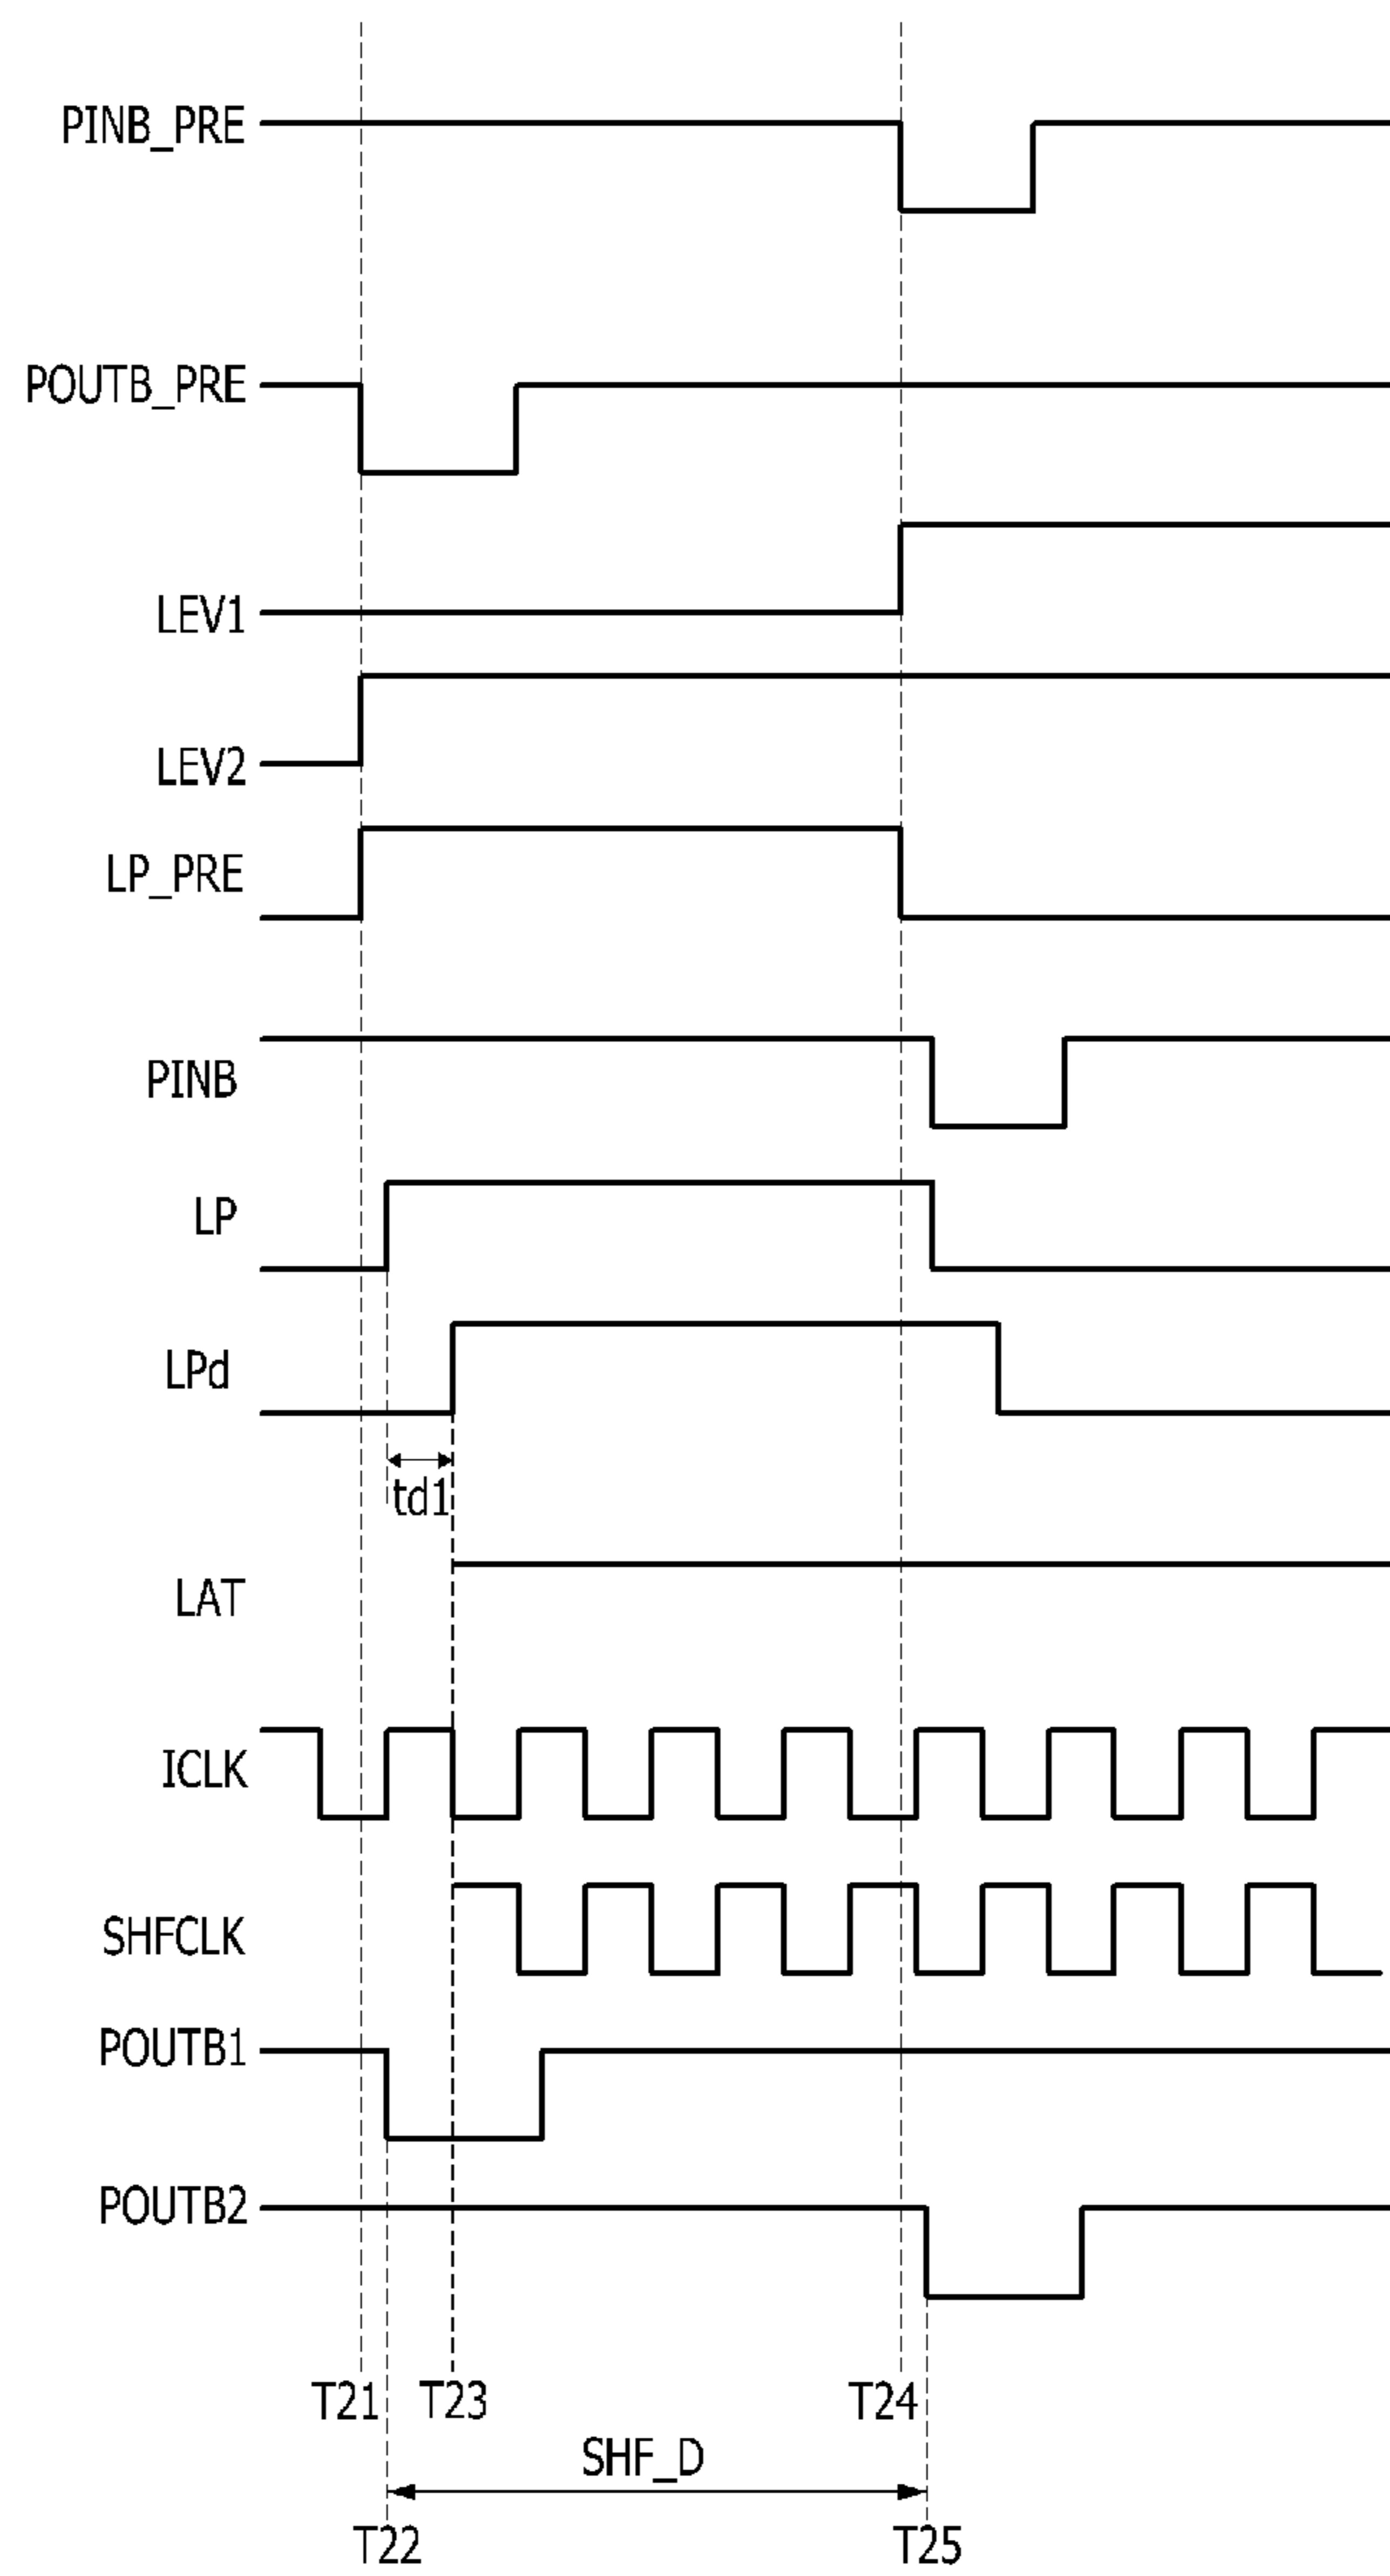 PINB_PRE
POUTB_PRE
LEV1
LEV2
LP_PRE
PINB
LP
LPd
td1
LAT
ICLK
SHFCLK
POUTB1
POUTB2
T21 T23 T24
SHF_D
T22 T25